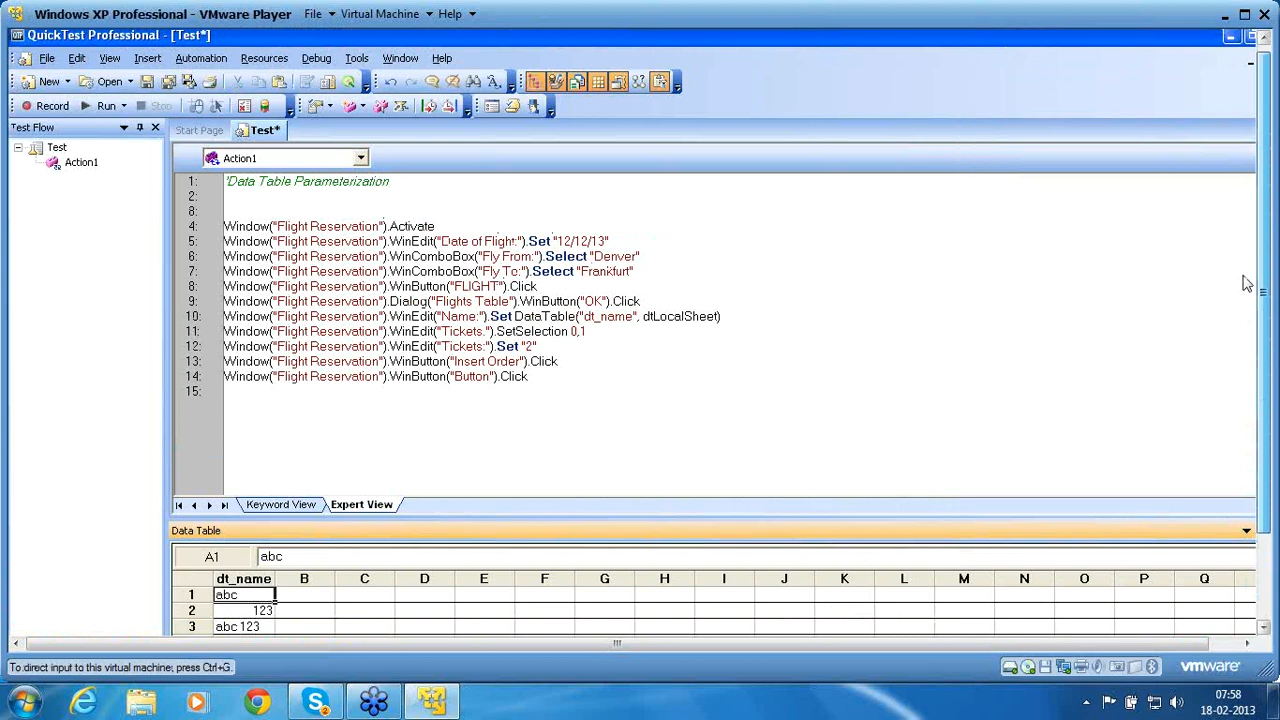 Windows XP Professional - VMware Player File Virtual Machine Help
QuickTest Professional - [Test*]
File Edit View Insert Automation Resources Debug Tools Window Help
New Open
Record Run Stop
Test Flow
Start Page Test*
Test
Action1
Action1
1: 'Data Table Parameterization
2:
8:
4: Window("Flight Reservation").Activate
5: Window("Flight Reservation").WinEdit("Date of Flight:").Set "12/12/13"
6: Window("Flight Reservation").WinComboBox("Fly From:").Select "Denver"
7: Window("Flight Reservation").WinComboBox("Fly To:").Select "Frankfurt"
8: Window("Flight Reservation").WinButton("FLIGHT").Click
9: Window("Flight Reservation").Dialog("Flights Table").WinButton("OK").Click
10: Window("Flight Reservation").WinEdit("Name:").Set DataTable("dt_name", dtLocalSheet)
11: Window("Flight Reservation").WinEdit("Tickets:").SetSelection 0,1
12: Window("Flight Reservation").WinEdit("Tickets:").Set "2"
13: Window("Flight Reservation").WinButton("Insert Order").Click
14: Window("Flight Reservation").WinButton("Button").Click
15:
Keyword View Expert View
Data Table
A1 abc
dt_name B C D E F G H I J K L M N O P Q
1 abc
2 123
3 abc 123
To direct input to this virtual machine, press Ctrl+G.
vmware
07:58
18-02-2013